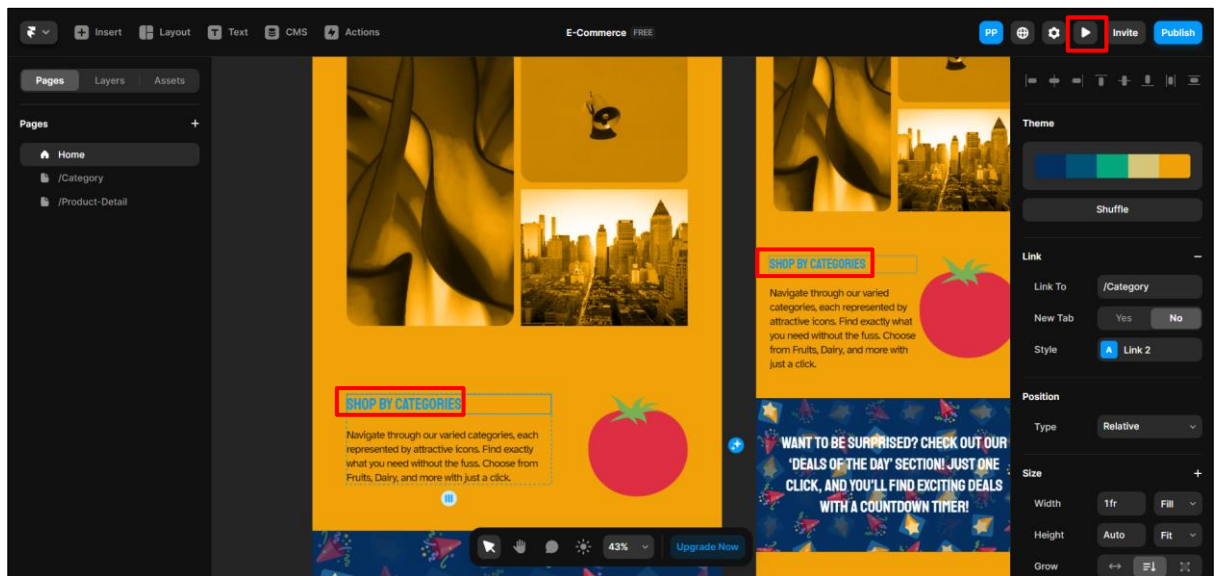 Insert Layout Text CMS Actions
E-Commerce FREE
PP Invite Publish
Pages Layers Assets
Pages
Home
/Category
/Product-Detail
SHOP BY CATEGORIES
Navigate through our varied categories, each
represented by attractive icons. Find exactly
what you need without the fuss. Choose from
Fruits, Dairy, and more with just a click.
SHOP BY CATEGORIES
Navigate through our varied
categories, each represented by
attractive icons. Find exactly what
you need without the fuss. Choose
from Fruits, Dairy, and more with
just a click.
WANT TO BE SURPRISED? CHECK OUT OUR
'DEALS OF THE DAY' SECTION! JUST ONE
CLICK, AND YOU'LL FIND EXCITING DEALS
WITH A COUNTDOWN TIMER!
43%
Upgrade Now
Theme
Shuffle
Link
Link To /Category
New Tab Yes No
Style A Link 2
Position
Type Relative
Size
Width 1fr Fill
Height Auto Fit
Grow